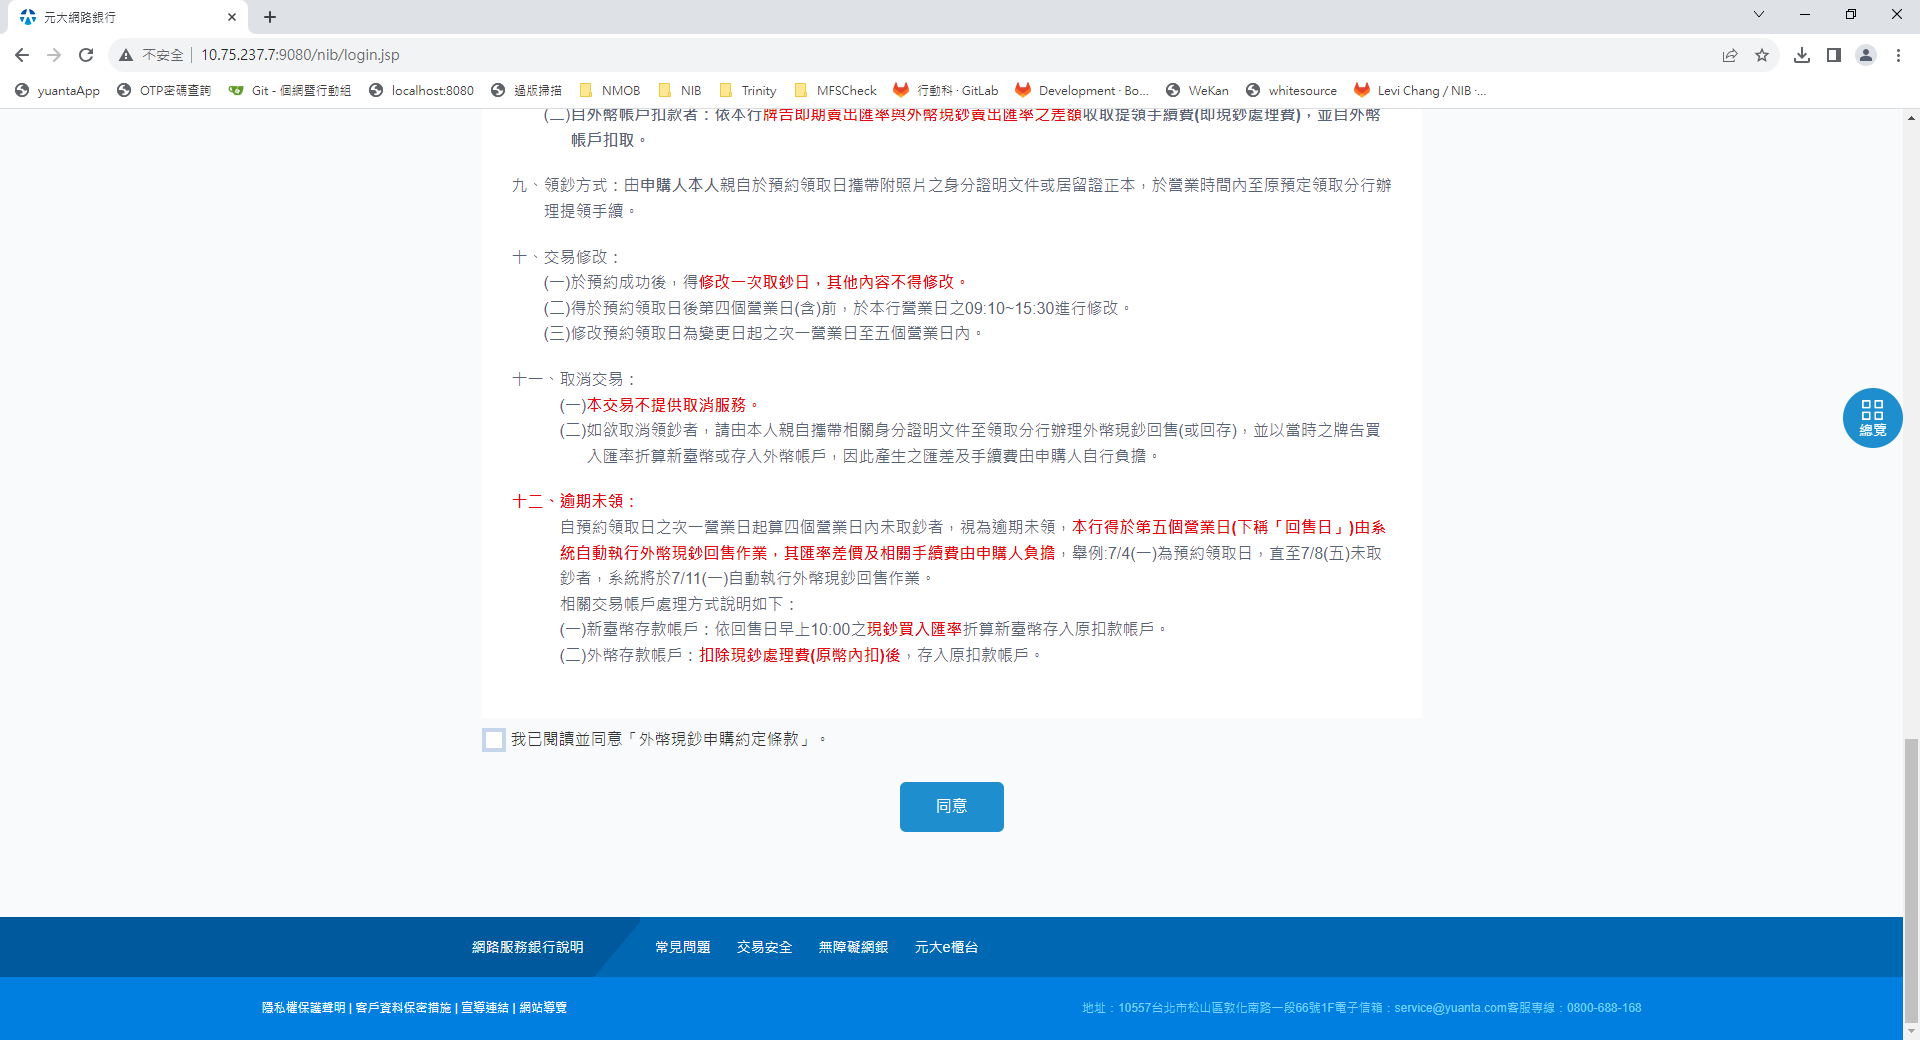 元大網路銀行
不安全 10.75.237.7:9080/nib/login.jsp
yuantaApp OTP密碼查詢 Git - 個網暨行動組 localhost:8080 過版掃描 NMOB NIB Trinity MFSCheck 行動科 · GitLab Development · Bo... WeKan whitesource Levi Chang / NIB ·...
(二)自外幣帳戶扣款者：依本行牌告即期賣出匯率與外幣現鈔賣出匯率之差額收取提領手續費(即現鈔處理費)，並自外幣
帳戶扣取。
九、領鈔方式：由申購人本人親自於預約領取日攜帶附照片之身分證明文件或居留證正本，於營業時間內至原預定領取分行辦
理提領手續。
十、交易修改：
(一)於預約成功後，得修改一次取鈔日，其他內容不得修改。
(二)得於預約領取日後第四個營業日(含)前，於本行營業日之09:10~15:30進行修改。
(三)修改預約領取日為變更日起之次一營業日至五個營業日內。
十一、取消交易：
(一)本交易不提供取消服務。
(二)如欲取消領鈔者，請由本人親自攜帶相關身分證明文件至領取分行辦理外幣現鈔回售(或回存)，並以當時之牌告買
入匯率折算新臺幣或存入外幣帳戶，因此產生之匯差及手續費由申購人自行負擔。
總覽
十二、逾期未領：
自預約領取日之次一營業日起算四個營業日內未取鈔者，視為逾期未領，本行得於第五個營業日(下稱「回售日」)由系
統自動執行外幣現鈔回售作業，其匯率差價及相關手續費由申購人負擔，舉例:7/4(一)為預約領取日，直至7/8(五)未取
鈔者，系統將於7/11(一)自動執行外幣現鈔回售作業。
相關交易帳戶處理方式說明如下：
(一)新臺幣存款帳戶：依回售日早上10:00之現鈔買入匯率折算新臺幣存入原扣款帳戶。
(二)外幣存款帳戶：扣除現鈔處理費(原幣內扣)後，存入原扣款帳戶。
我已閱讀並同意「外幣現鈔申購約定條款」。
同意
網路服務銀行說明 常見問題 交易安全 無障礙網銀 元大e櫃台
隱私權保護聲明 | 客戶資料保密措施 | 宣導連結 | 網站導覽 地址：10557台北市松山區敦化南路一段66號1F電子信箱：service@yuanta.com客服專線：0800-688-168